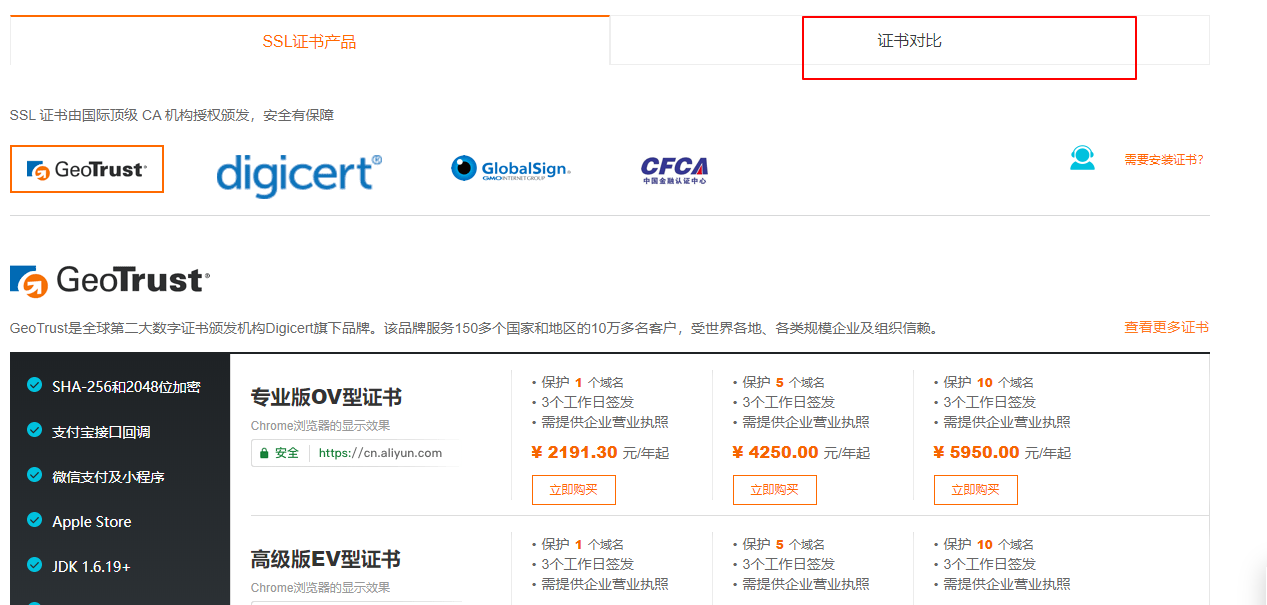 SSL证书产品
证书对比
SSL 证书由国际顶级 CA 机构授权颁发，安全有保障
GeoTrust
digicert®
GlobalSign.
GMO INTERNET GROUP
CFCA
中国金融认证中心
需要安装证书?
GeoTrust®
GeoTrust是全球第二大数字证书颁发机构Digicert旗下品牌。该品牌服务150多个国家和地区的10万多名客户，受世界各地、各类规模企业及组织信赖。
查看更多证书
SHA-256和2048位加密
支付宝接口回调
微信支付及小程序
Apple Store
JDK 1.6.19+
专业版OV型证书
Chrome浏览器的显示效果
安全 https://cn.aliyun.com
• 保护 1 个域名
• 3个工作日签发
• 需提供企业营业执照
¥ 2191.30 元/年起
立即购买
• 保护 5 个域名
• 3个工作日签发
• 需提供企业营业执照
¥ 4250.00 元/年起
立即购买
• 保护 10 个域名
• 3个工作日签发
• 需提供企业营业执照
¥ 5950.00 元/年起
立即购买
高级版EV型证书
Chrome浏览器的显示效果
• 保护 1 个域名
• 3个工作日签发
• 需提供企业营业执照
• 保护 5 个域名
• 3个工作日签发
• 需提供企业营业执照
• 保护 10 个域名
• 3个工作日签发
• 需提供企业营业执照